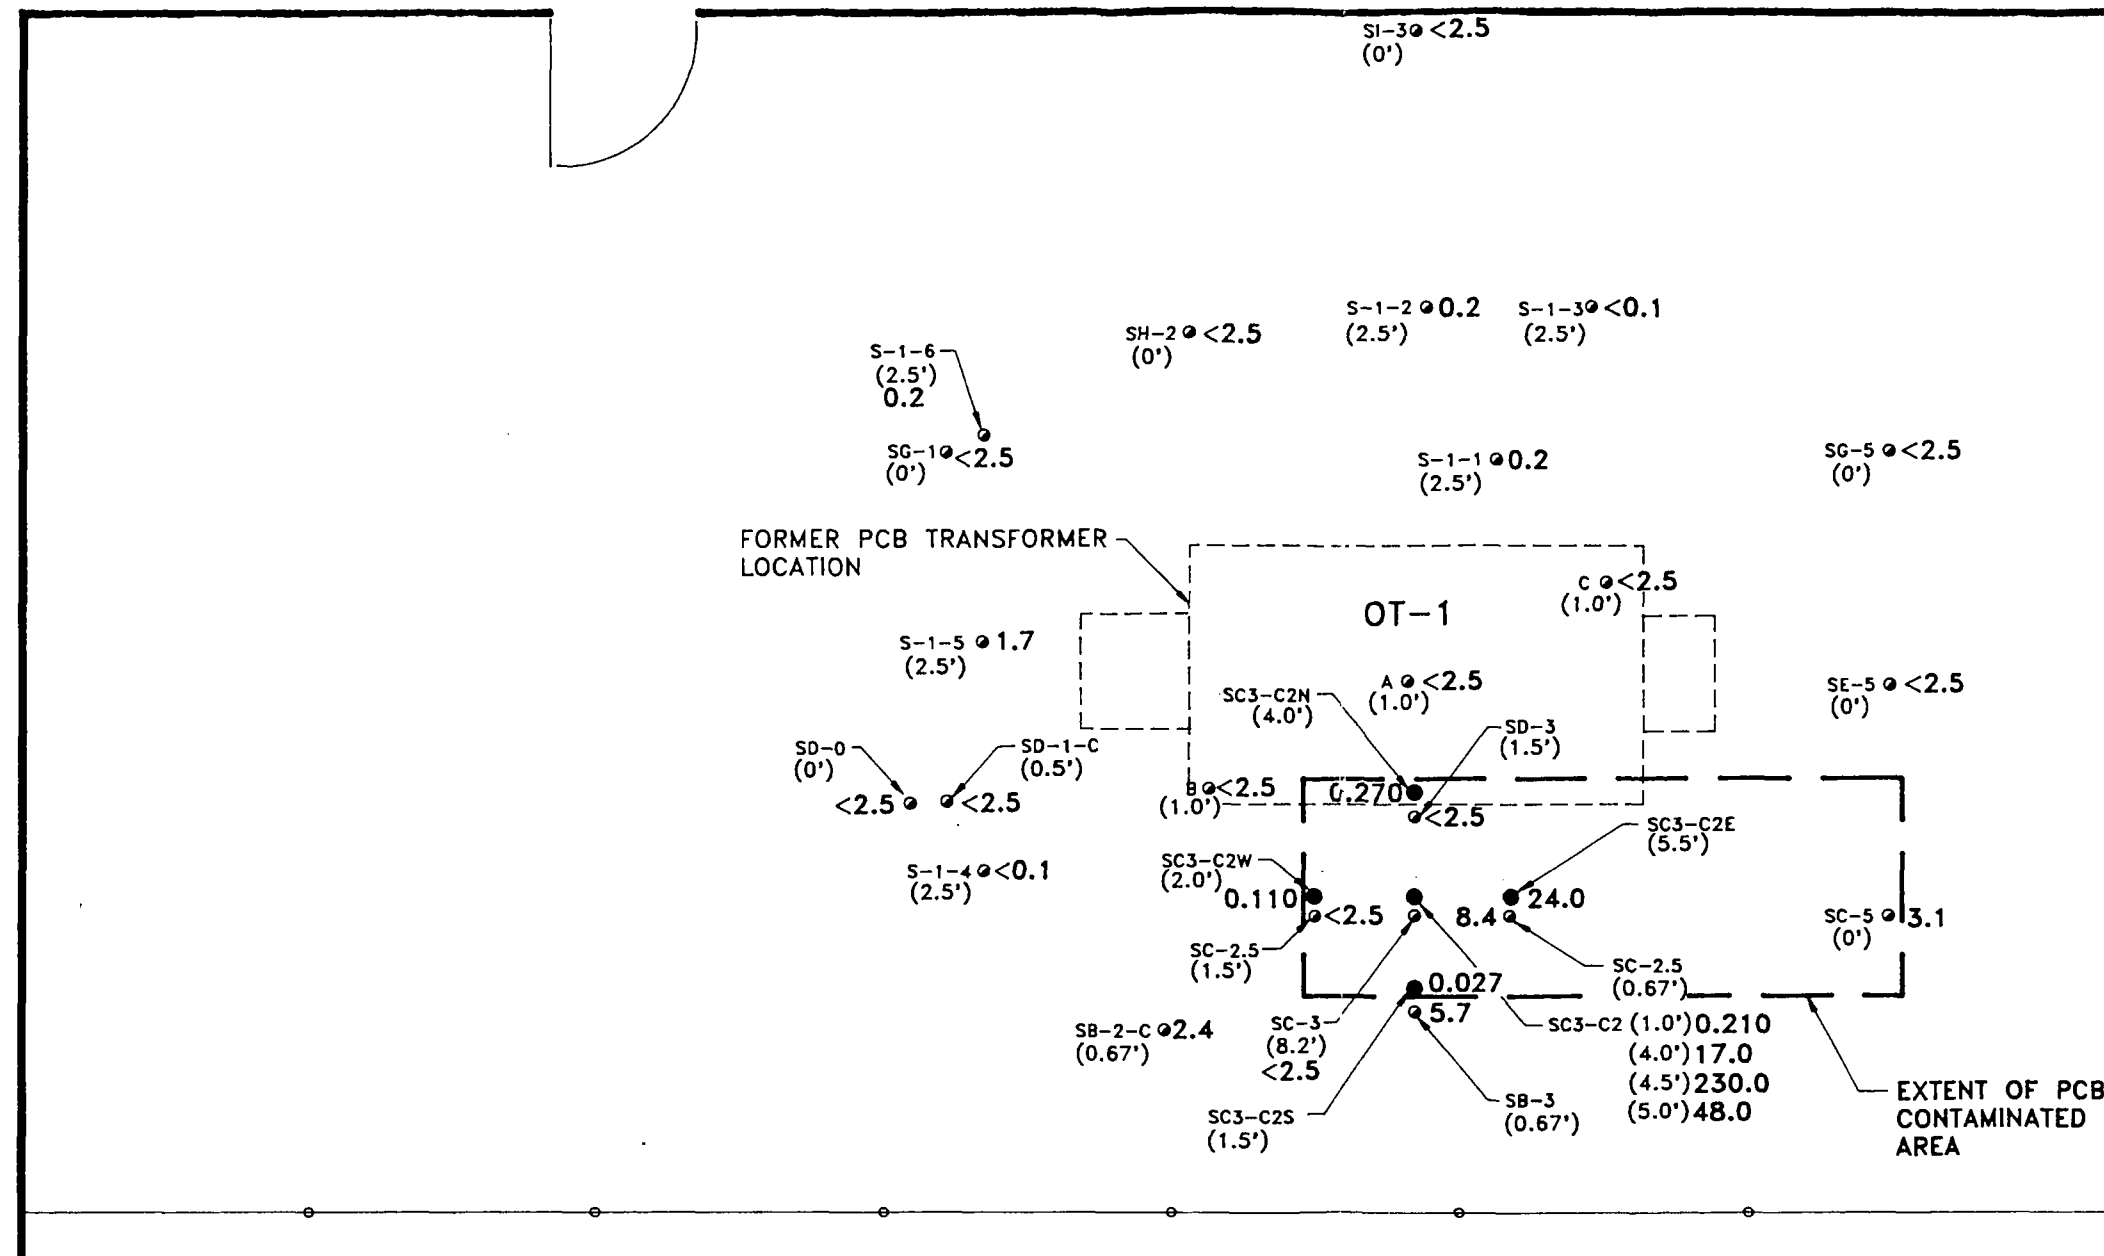 SI-3 <2.5
(0')
S-1-2 0.2
(2.5')
S-1-3 <0.1
(2.5')
SH-2 <2.5
(0')
S-1-6
(2.5')
0.2
SG-1 <2.5
(0')
S-1-1 0.2
(2.5')
SG-5 <2.5
(0')
FORMER PCB TRANSFORMER
LOCATION
C <2.5
(1.0')
OT-1
S-1-5 1.7
(2.5')
A <2.5
(1.0')
SC3-C2N
(4.0')
SE-5 <2.5
(0')
SD-3
(1.5')
SD-0
(0')
<2.5
SD-1-C
(0.5')
<2.5
B <2.5
(1.0')
0.270
<2.5
SC3-C2E
(5.5')
SC3-C2W
(2.0')
0.110
S-1-4 <0.1
(2.5')
24.0
<2.5
8.4
SC-5 3.1
(0')
SC-2.5
(1.5')
SC-2.5
(0.67')
0.027
5.7
SB-2-C 2.4
(0.67')
SC-3
(8.2')
<2.5
SC3-C2 (1.0') 0.210
(4.0') 17.0
(4.5') 230.0
(5.0') 48.0
SC3-C2S
(1.5')
SB-3
(0.67')
EXTENT OF PCB
CONTAMINATED
AREA